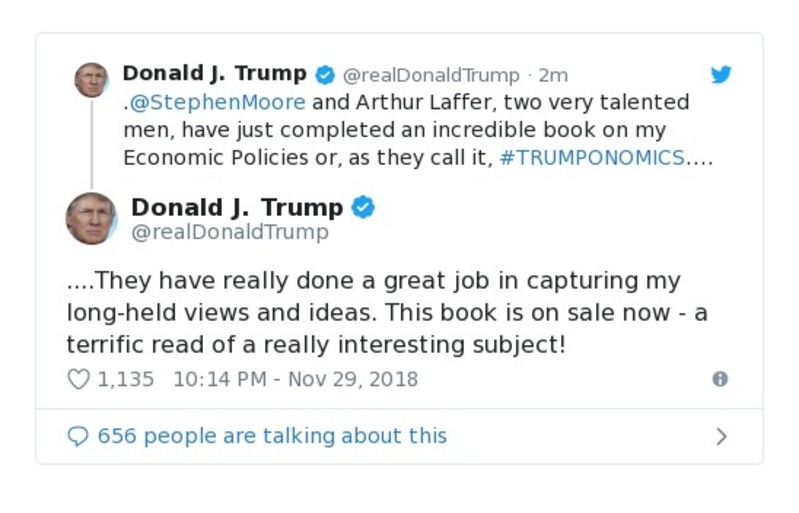 Donald J. Trump @realDonaldTrump · 2m
.@StephenMoore and Arthur Laffer, two very talented
men, have just completed an incredible book on my
Economic Policies or, as they call it, #TRUMPONOMICS....
Donald J. Trump
@realDonaldTrump
....They have really done a great job in capturing my
long-held views and ideas. This book is on sale now - a
terrific read of a really interesting subject!
1,135 10:14 PM - Nov 29, 2018
656 people are talking about this